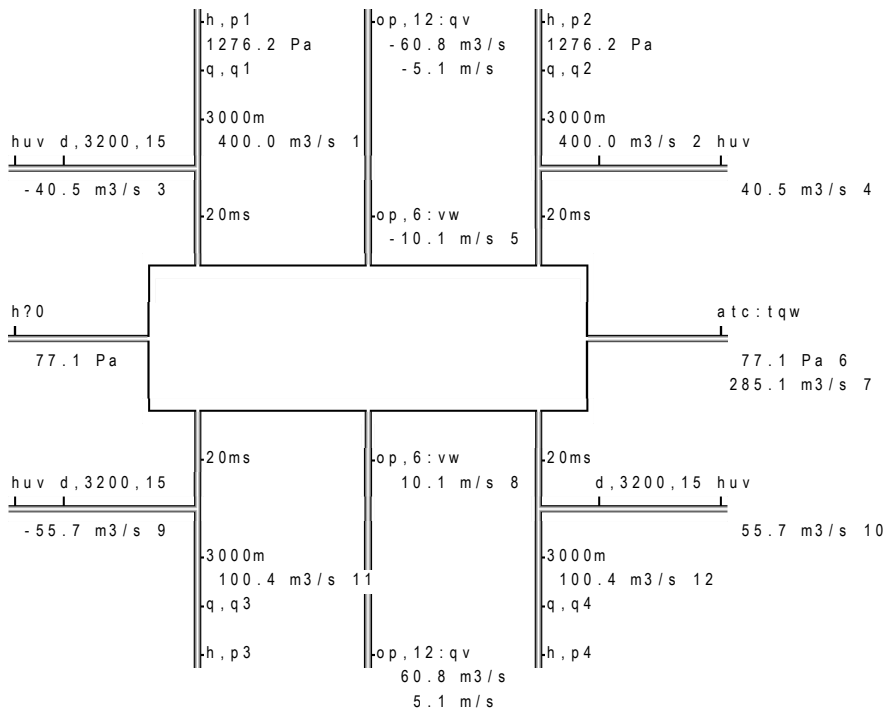 h,p1 op,12:qv h,p2
1276.2 Pa -60.8 m3/s 1276.2 Pa
q,q1 -5.1 m/s q,q2
3000m 3000m
huv d,3200,15 400.0 m3/s 1 400.0 m3/s 2 huv
-40.5 m3/s 3 40.5 m3/s 4
20ms op,6:vw 20ms
-10.1 m/s 5
h?0 atc:tqw
77.1 Pa 77.1 Pa 6
285.1 m3/s 7
20ms op,6:vw 20ms
huv d,3200,15 10.1 m/s 8 d,3200,15 huv
-55.7 m3/s 9 55.7 m3/s 10
3000m 3000m
100.4 m3/s 11 100.4 m3/s 12
q,q3 q,q4
h,p3 op,12:qv h,p4
60.8 m3/s
5.1 m/s